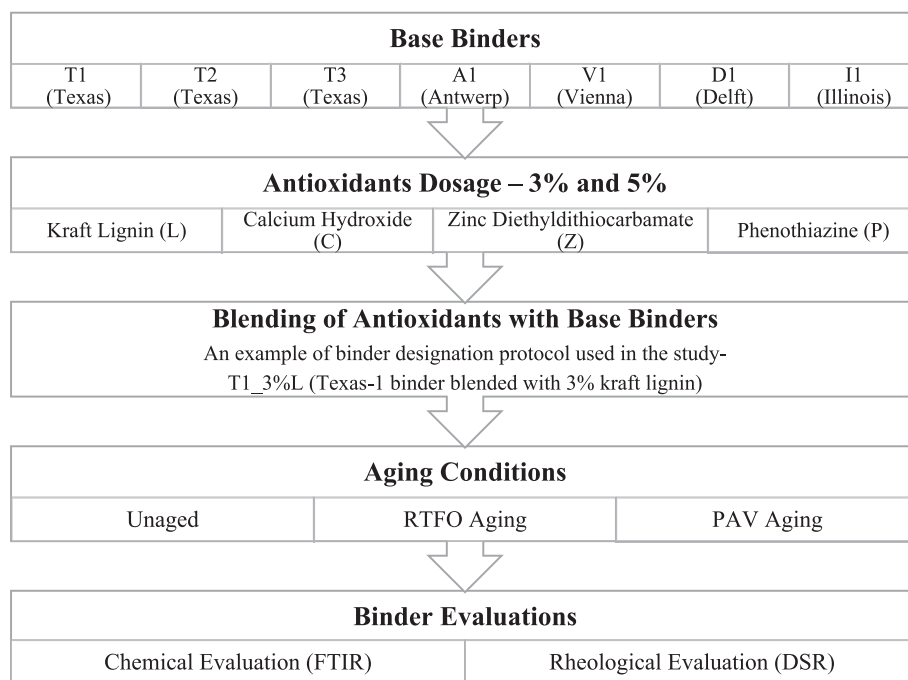 Base Binders
T1 T2 T3 A1 V1 D1 I1
(Texas) (Texas) (Texas) (Antwerp) (Vienna) (Delft) (Illinois)
Antioxidants Dosage – 3% and 5%
Kraft Lignin (L)
Calcium Hydroxide
(C)
Zinc Diethyldithiocarbamate
(Z)
Phenothiazine (P)
Blending of Antioxidants with Base Binders
An example of binder designation protocol used in the study-
T1_3%L (Texas-1 binder blended with 3% kraft lignin)
Aging Conditions
Unaged RTFO Aging PAV Aging
Binder Evaluations
Chemical Evaluation (FTIR) Rheological Evaluation (DSR)